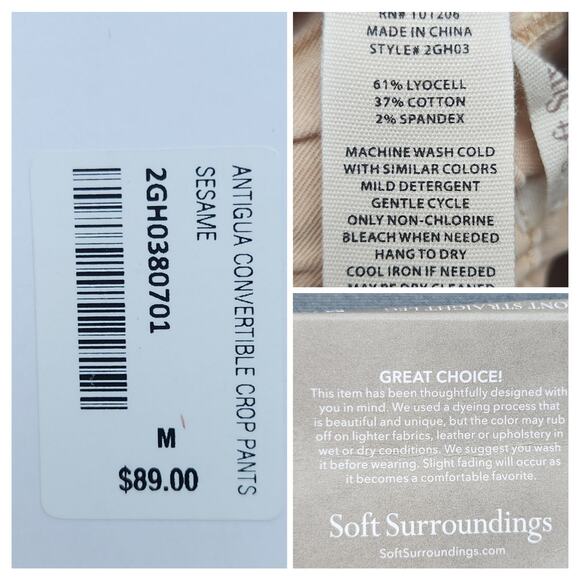 ANTIGUA CONVERTIBLE CROP PANTS
SESAME
2GH0380701
M
$89.00
RN# 101206
MADE IN CHINA
STYLE# 2GH03
61% LYOCELL
37% COTTON
2% SPANDEX
MACHINE WASH COLD
WITH SIMILAR COLORS
MILD DETERGENT
GENTLE CYCLE
ONLY NON-CHLORINE
BLEACH WHEN NEEDED
HANG TO DRY
COOL IRON IF NEEDED
MAY BE DRY CLEANED
STRAIGHT
GREAT CHOICE!
This item has been thoughtfully designed with
you in mind. We used a dyeing process that
is beautiful and unique, but the color may rub
off on lighter fabrics, leather or upholstery in
wet or dry conditions. We suggest you wash
it before wearing. Slight fading will occur as
it becomes a comfortable favorite.
Soft Surroundings
SoftSurroundings.com